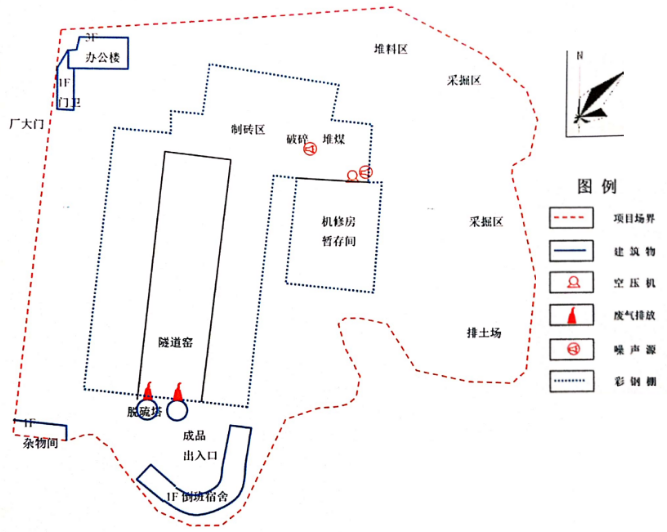 3F
办公楼
1F
门卫
厂大门
堆料区
采掘区
制砖区
破碎 堆煤
机修房
暂存间
采掘区
排土场
隧道窑
脱硫塔
成品
出入口
1F
杂物间
1F 倒班宿舍
N
图 例
项目场界
建 筑 物
空 压 机
废气排放
噪 声 源
彩 钢 棚